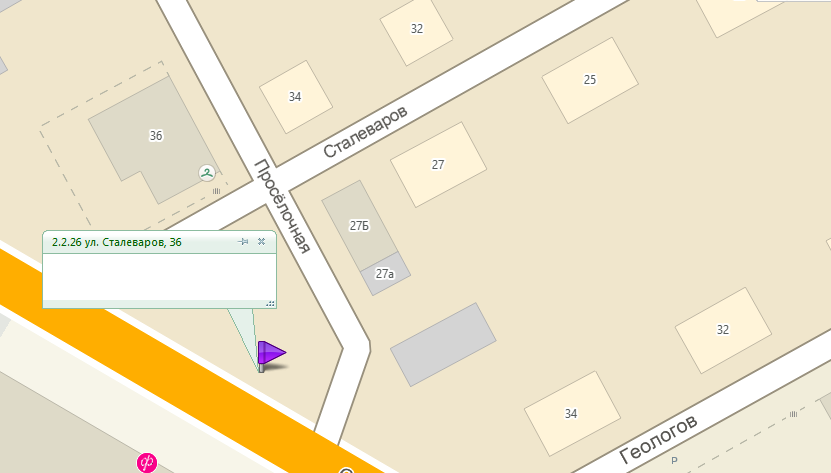 32
25
34
36
Сталеваров
27
Просёлочная
27Б
2.2.26 ул. Сталеваров, 36
27а
32
34
Геологов
P
ф